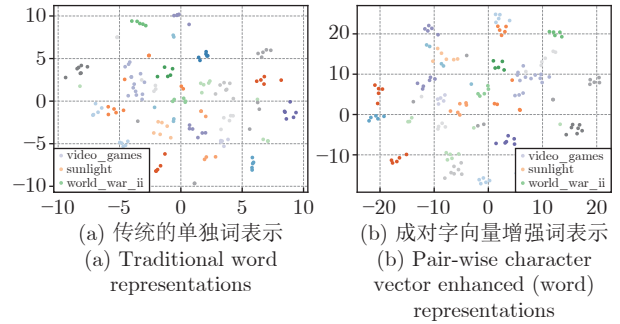 10
5
0
−5
−10
−10
−5
0
5
10
video_games
sunlight
world_war_ii
(a) 传统的单独词表示
(a) Traditional word
representations
20
10
0
−10
−20
−10
0
10
20
video_games
sunlight
world_war_ii
(b) 成对字向量增强词表示
(b) Pair-wise character
vector enhanced (word)
representations